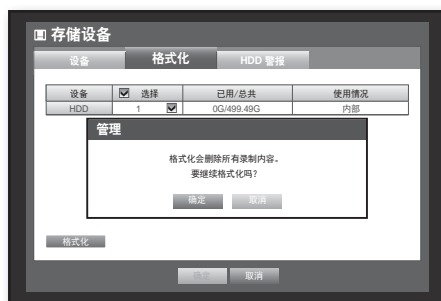 存储设备
设备 格式化 HDD 警报
设备 选择 已用/总共 使用情况
HDD 1 0G/499.49G 内部
管理
格式化会删除所有录制内容。
要继续格式化吗?
确定 取消
格式化
确定 取消